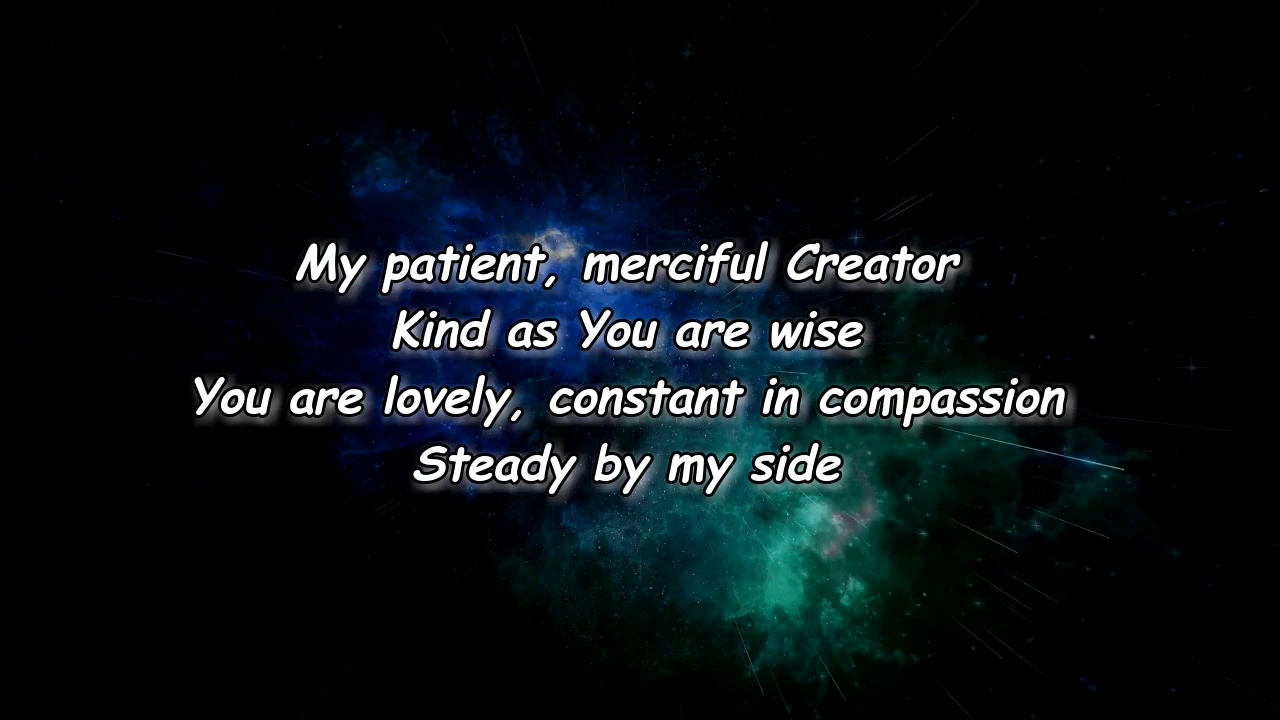 My patient, merciful Creator
Kind as You are wise
You are lovely, constant in compassion
Steady by my side